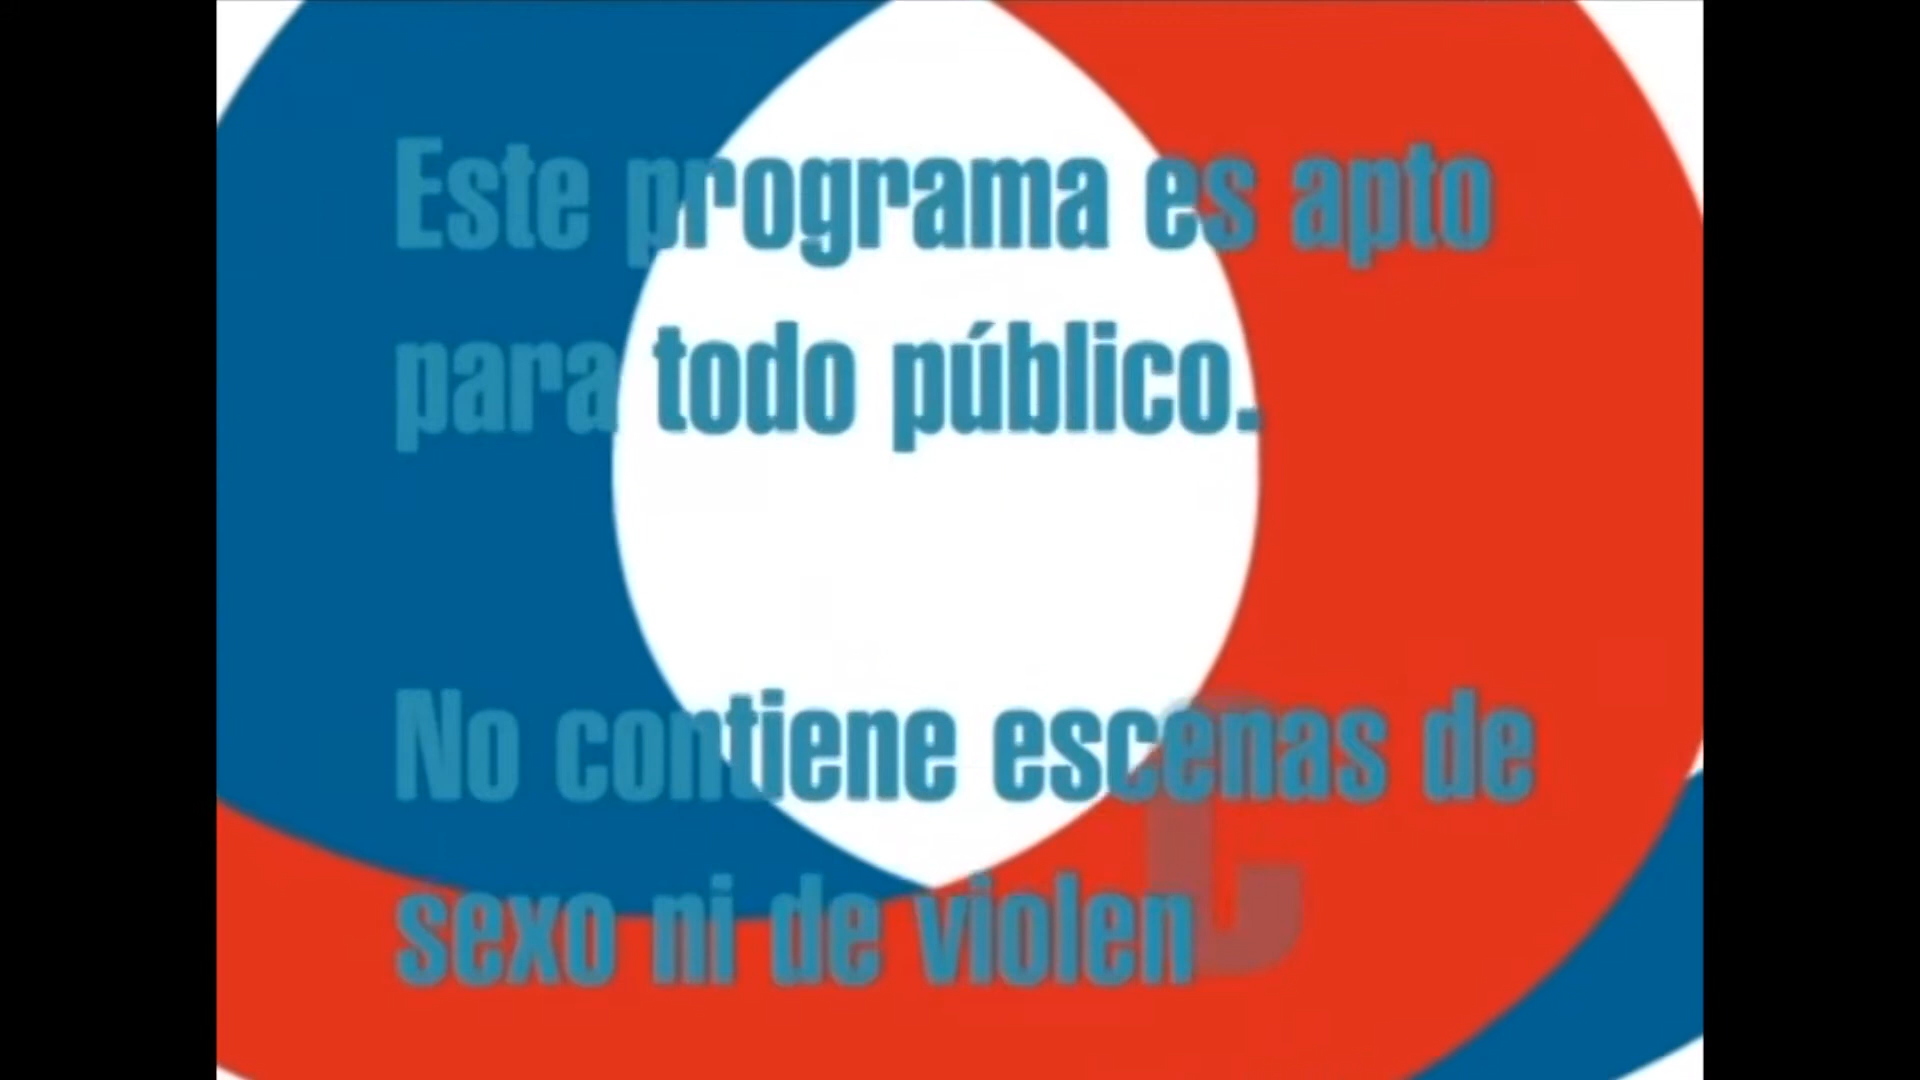 Este programa es apto
para todo público.
No contiene escenas de
sexo ni de violen